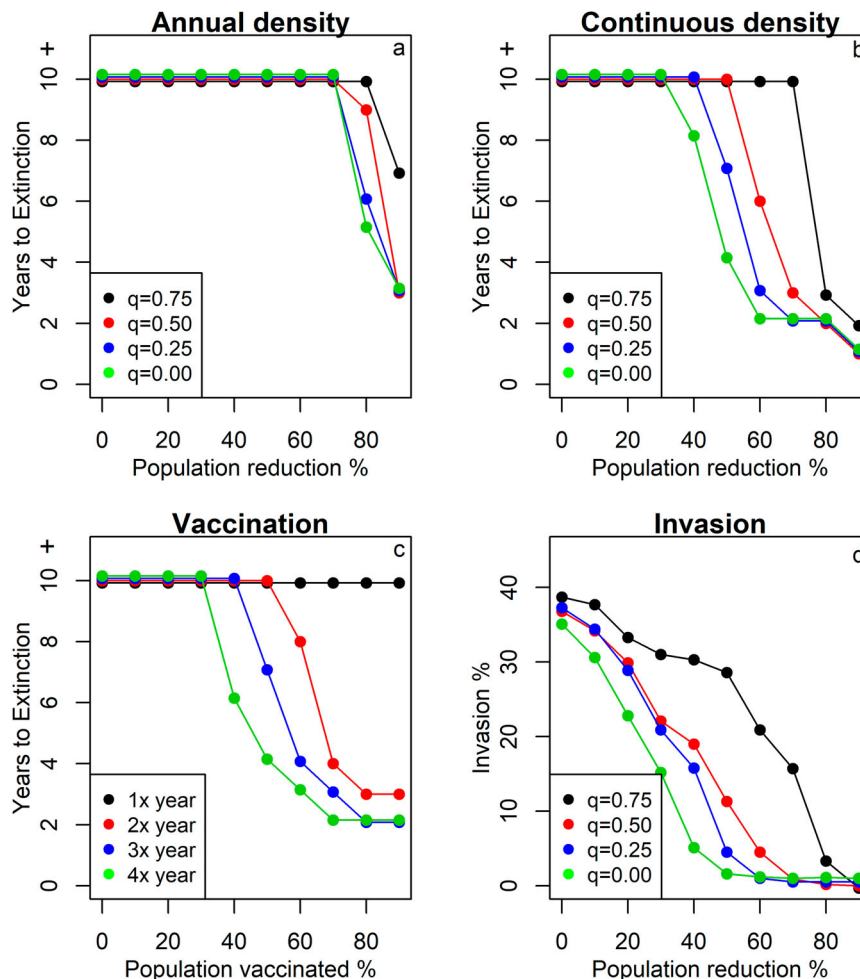 Annual density
a
Years to Extinction
0 2 4 6 8 10 +
q=0.75
q=0.50
q=0.25
q=0.00
0 20 40 60 80
Population reduction %
Continuous density
b
Years to Extinction
0 2 4 6 8 10 +
q=0.75
q=0.50
q=0.25
q=0.00
0 20 40 60 80
Population reduction %
Vaccination
c
Years to Extinction
0 2 4 6 8 10 +
1x year
2x year
3x year
4x year
0 20 40 60 80
Population vaccinated %
Invasion
Invasion %
0 10 20 30 40
q=0.75
q=0.50
q=0.25
q=0.00
0 20 40 60 80
Population reduction %